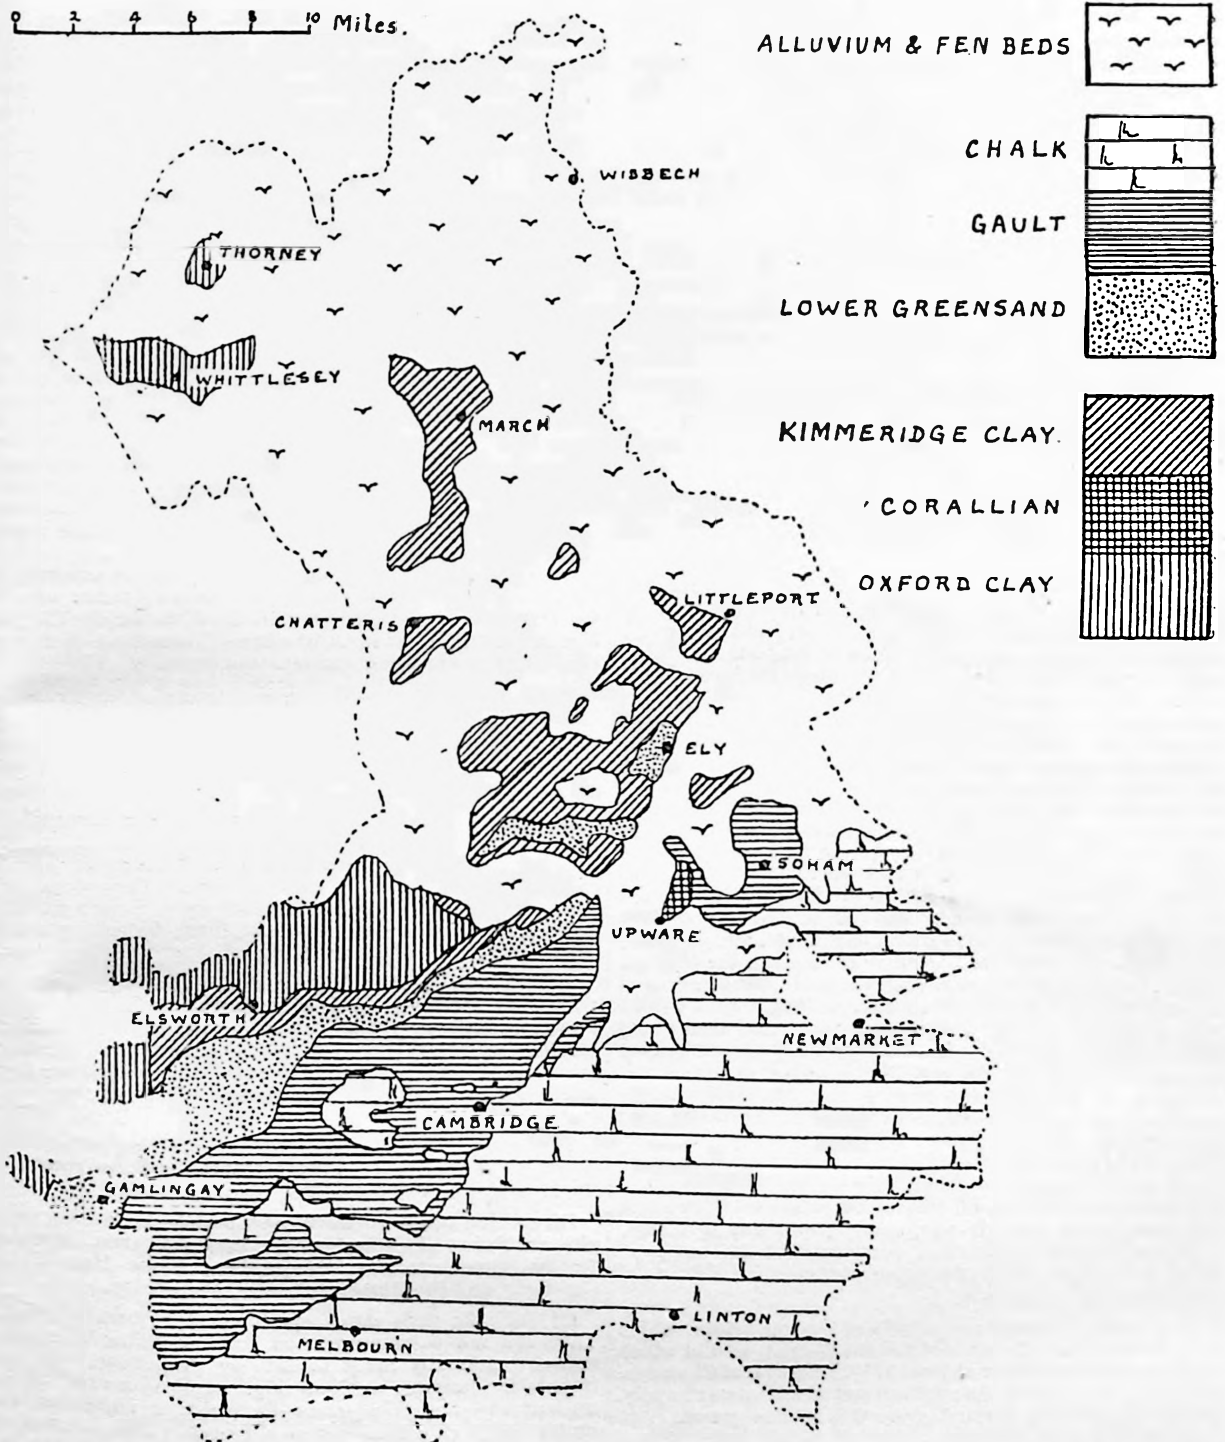 0 2 4 6 8 10 Miles.
ALLUVIUM & FEN BEDS
CHALK
GAULT
LOWER GREENSAND
KIMMERIDGE CLAY.
CORALLIAN
OXFORD CLAY
WISBECH
THORNEY
WHITTLESEY
MARCH
LITTLEPORT
CHATTERIS
ELY
SOHAM
UPWARE
ELSWORTH
NEWMARKET
CAMBRIDGE
GAMLINGAY
LINTON
MELBOURN